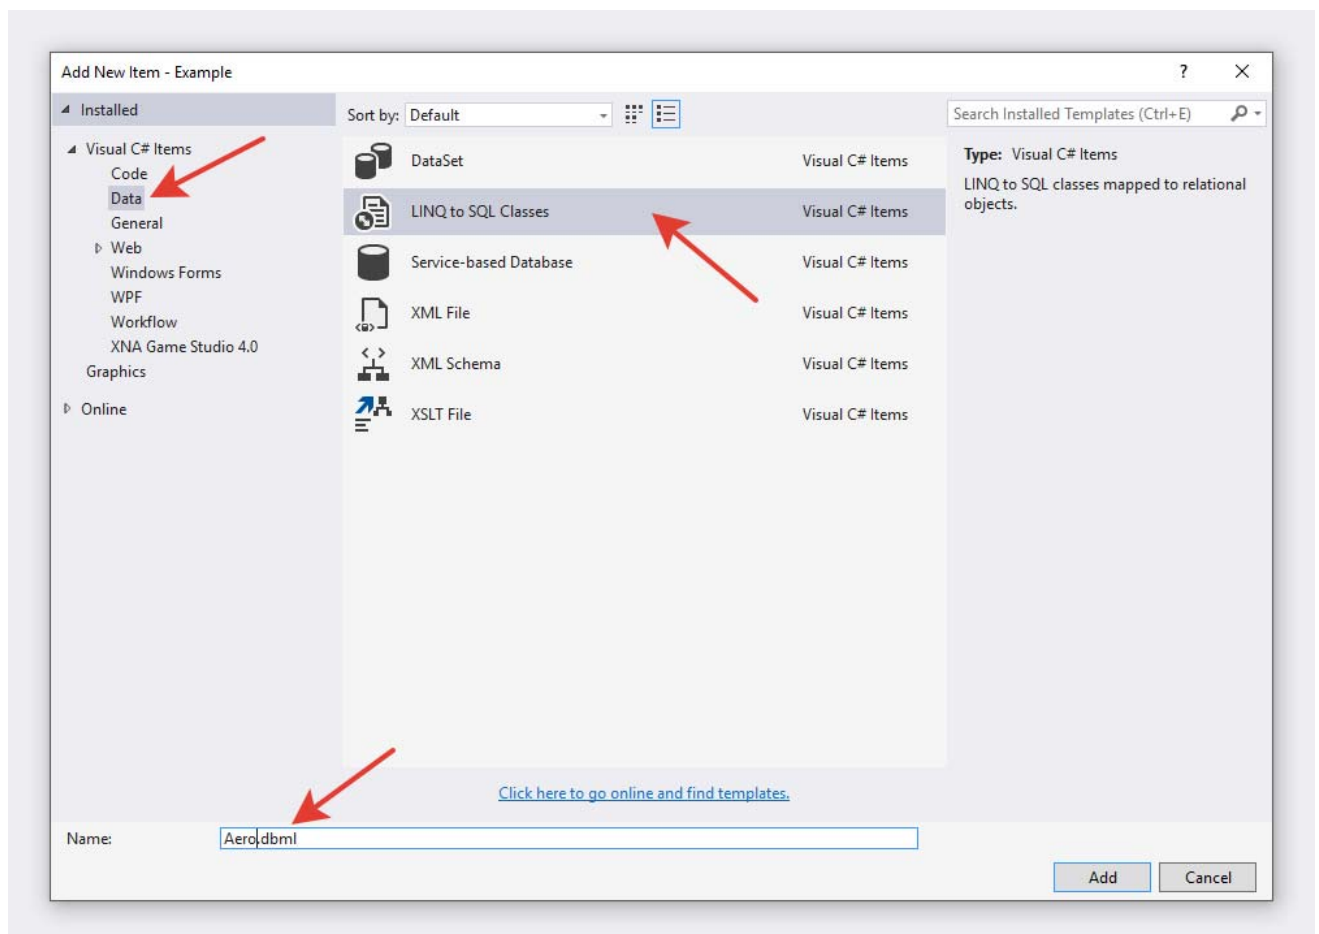 Add New Item - Example
?
Installed
Sort by: Default
Search Installed Templates (Ctrl+E)
Visual C# Items
Code
Data
General
Web
Windows Forms
WPF
Workflow
XNA Game Studio 4.0
Graphics
Online
DataSet Visual C# Items
LINQ to SQL Classes Visual C# Items
Service-based Database Visual C# Items
XML File Visual C# Items
XML Schema Visual C# Items
XSLT File Visual C# Items
Type: Visual C# Items
LINQ to SQL classes mapped to relational
objects.
Click here to go online and find templates.
Name: Aero.dbml
Add Cancel